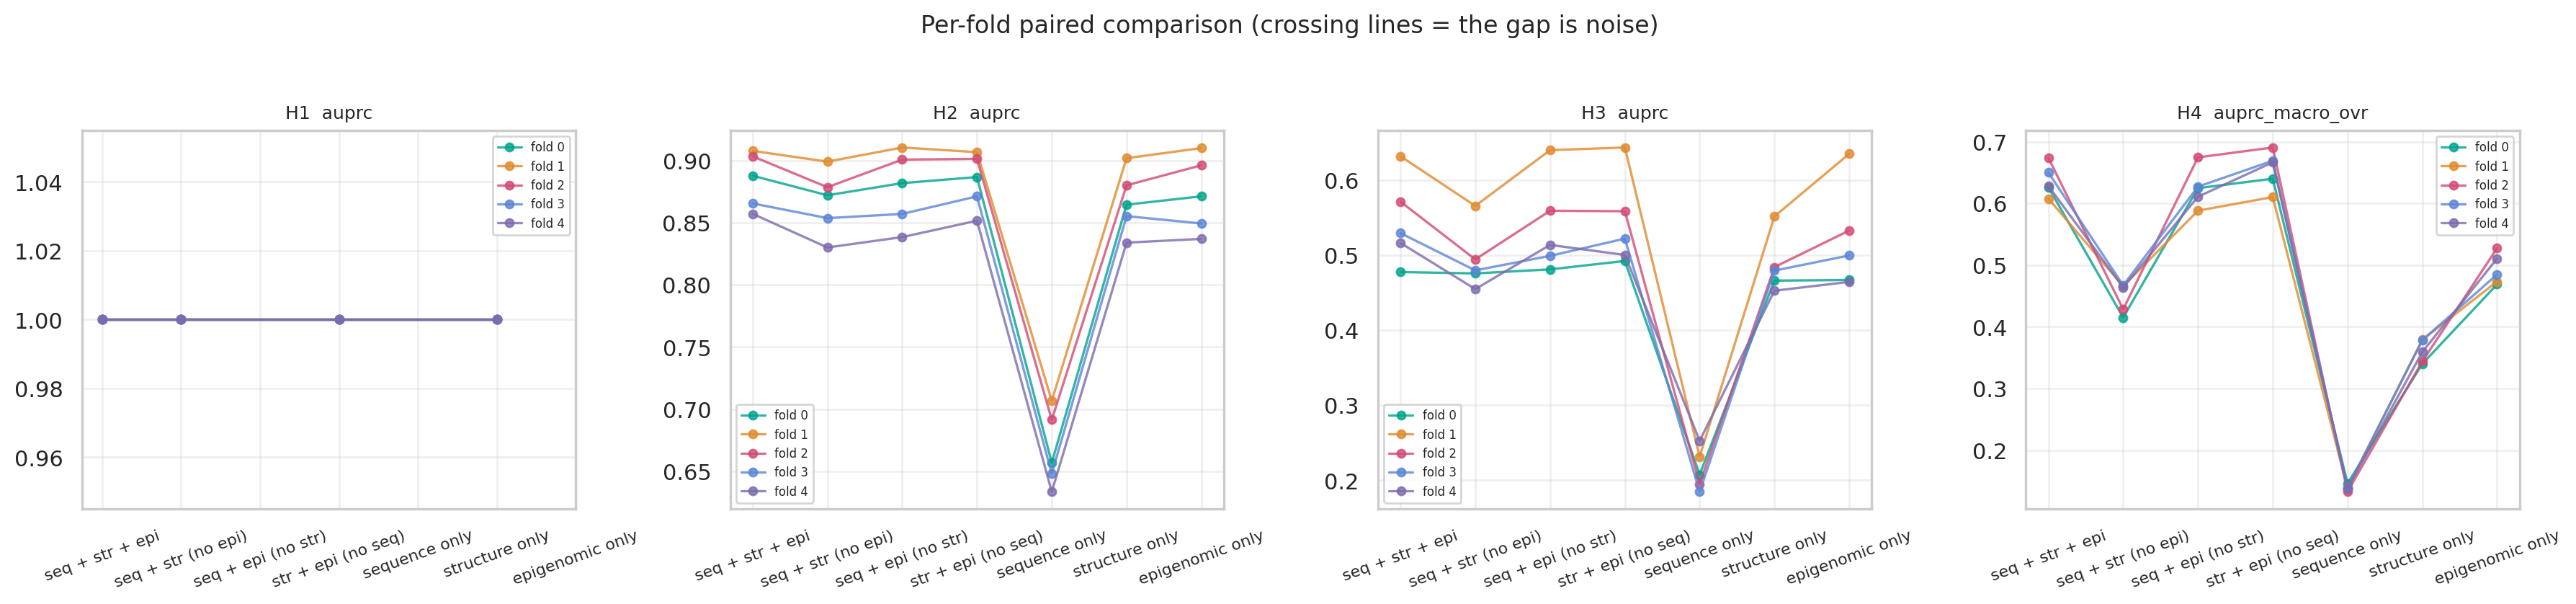 Per-fold paired comparison (crossing lines = the gap is noise)
H1 auprc
1.04
1.02
1.00
0.98
0.96
fold 0
fold 1
fold 2
fold 3
fold 4
seq + str + epi
seq + str (no epi)
seq + epi (no str)
str + epi (no seq)
sequence only
structure only
epigenomic only
H2 auprc
0.90
0.85
0.80
0.75
0.70
0.65
fold 0
fold 1
fold 2
fold 3
fold 4
seq + str + epi
seq + str (no epi)
seq + epi (no str)
str + epi (no seq)
sequence only
structure only
epigenomic only
H3 auprc
0.6
0.5
0.4
0.3
0.2
fold 0
fold 1
fold 2
fold 3
fold 4
seq + str + epi
seq + str (no epi)
seq + epi (no str)
str + epi (no seq)
sequence only
structure only
epigenomic only
H4 auprc_macro_ovr
0.7
0.6
0.5
0.4
0.3
0.2
fold 0
fold 1
fold 2
fold 3
fold 4
seq + str + epi
seq + str (no epi)
seq + epi (no str)
str + epi (no seq)
sequence only
structure only
epigenomic only